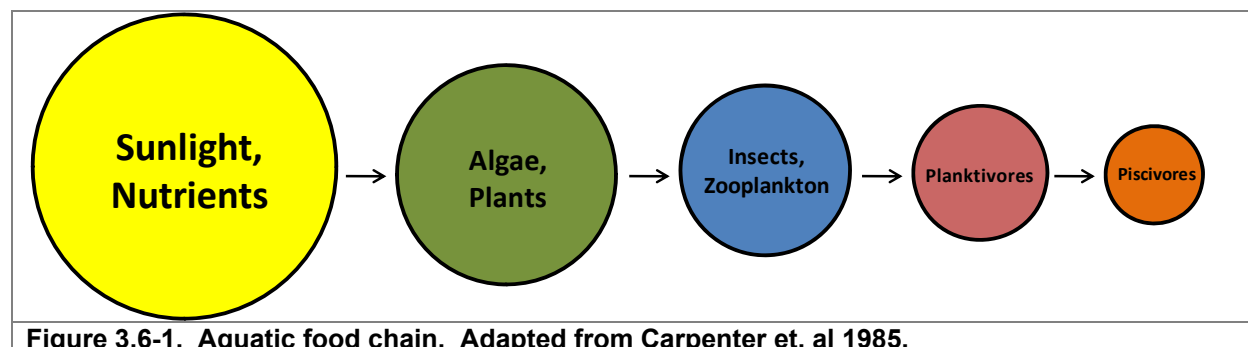 Sunlight,
Nutrients
Algae,
Plants
Insects,
Zooplankton
Planktivores
Piscivores
Figure 3.6-1. Aquatic food chain. Adapted from Carpenter et. al 1985.